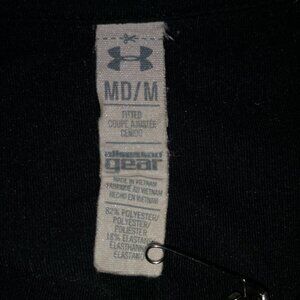 MD/M
FITTED
COUPE AJUSTÉE
CEÑIDO
allseason
gear
MADE IN VIETNAM
FABRIQUÉ AU VIETNAM
HECHO EN VIETNAM
82% POLYESTER/
POLYESTER/
POLIÉSTER
18% ELASTANE/
ÉLASTHANNE/
ELASTANO